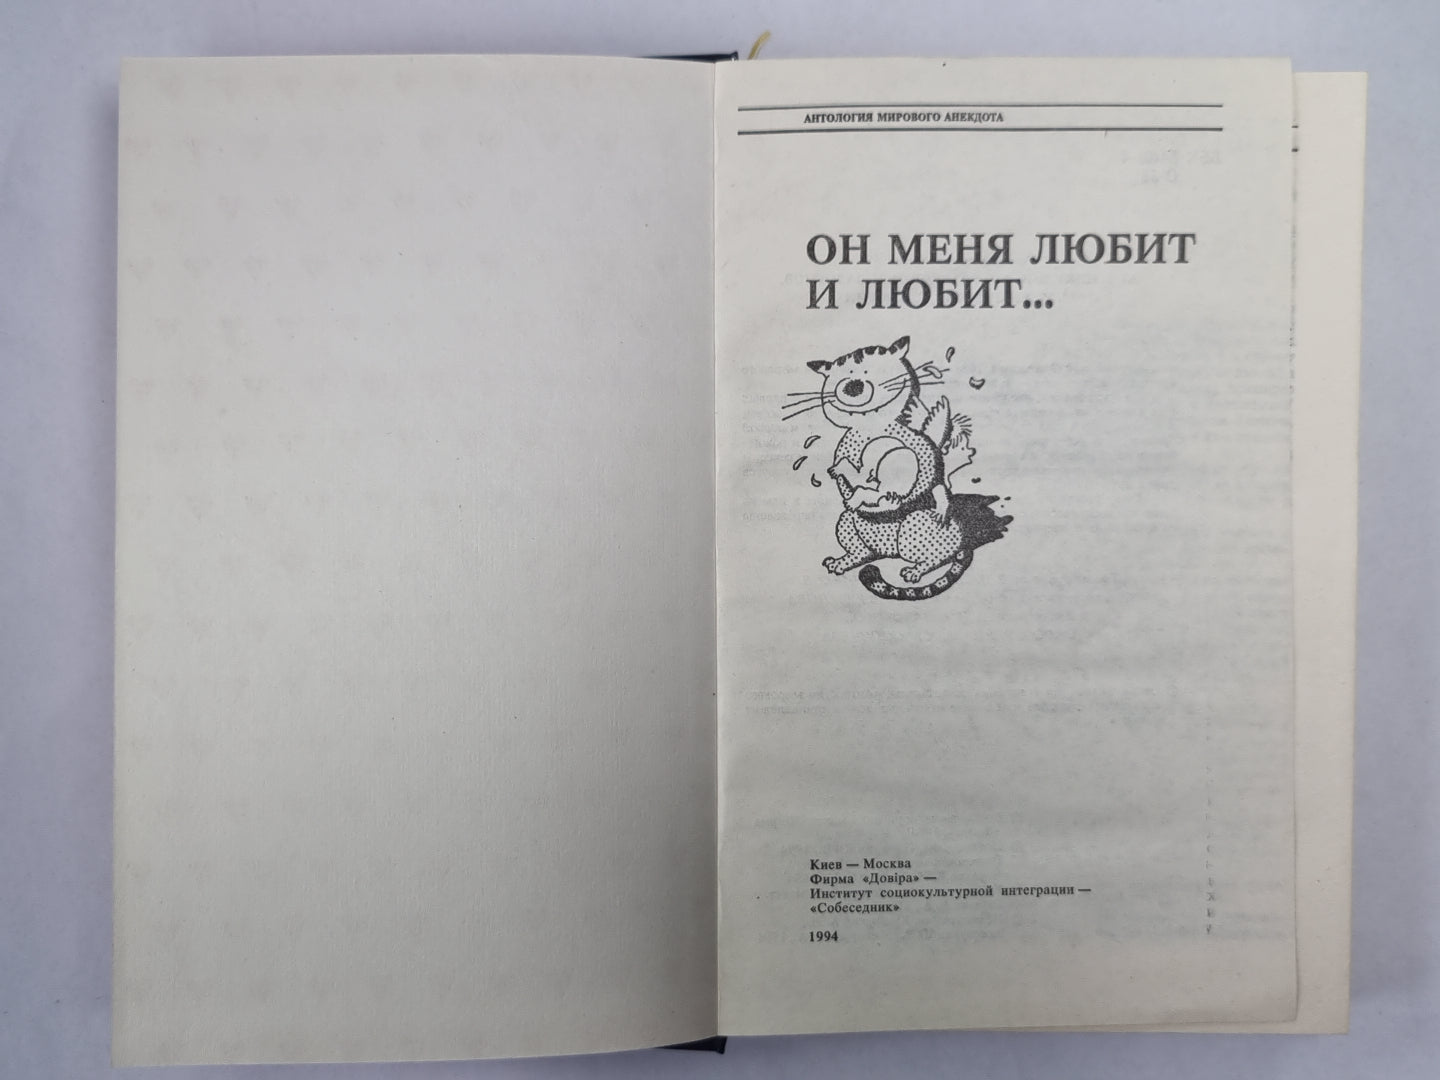 АНТОЛОГИЯ МИРОВОГО АНЕКДОТА
ОН МЕНЯ ЛЮБИТ
И ЛЮБИТ...
Киев — Москва
Фирма «Довіра» —
Институт социокультурной интеграции —
«Собеседник»
1994